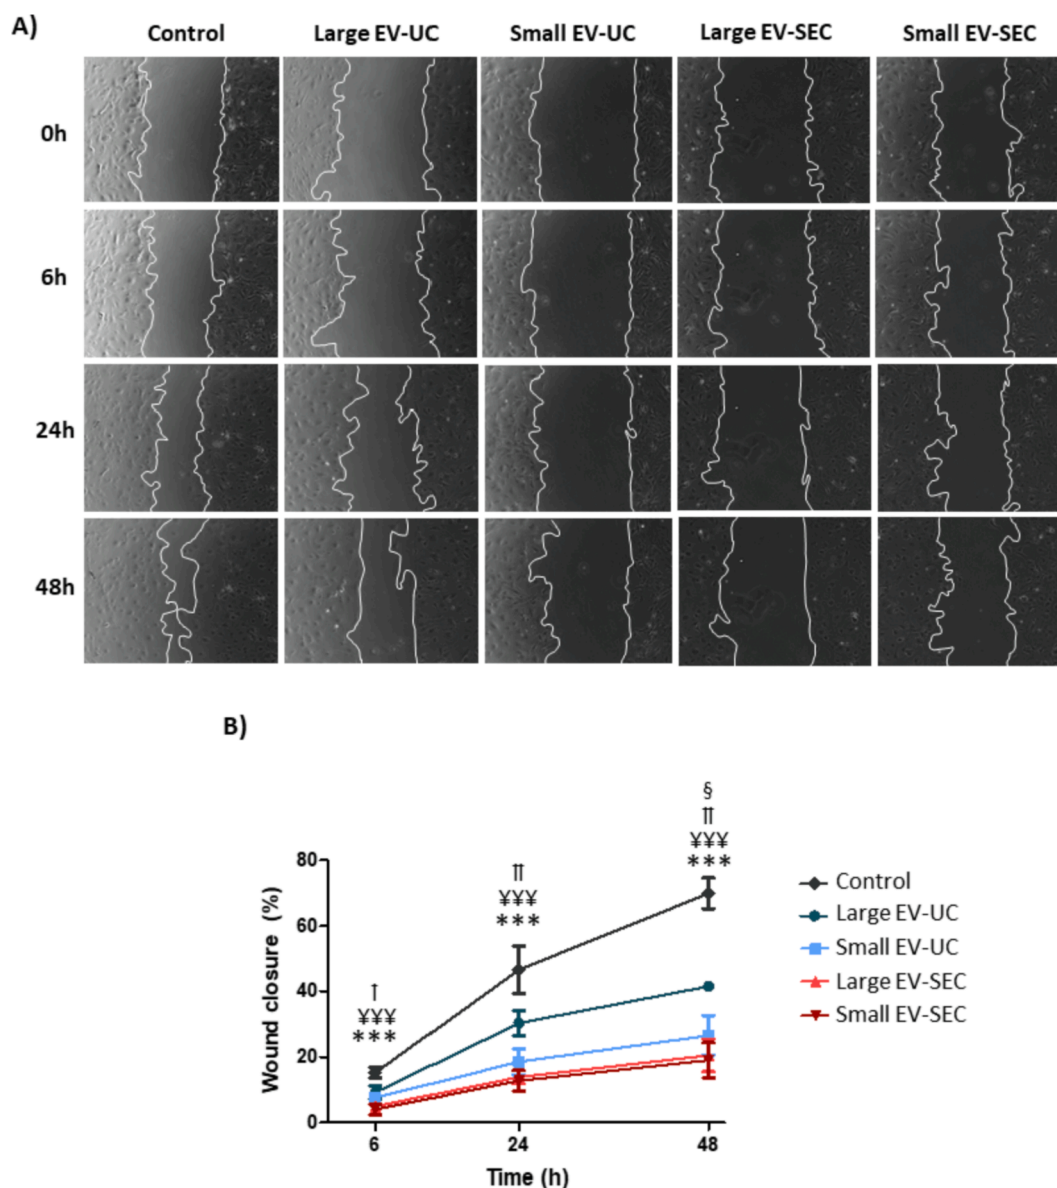 A)
Control Large EV-UC Small EV-UC Large EV-SEC Small EV-SEC
0h
6h
24h
48h
B)
§
⇈
¥¥¥
***
⇈
¥¥¥
***
↑
¥¥¥
***
Wound closure (%)
80
60
40
20
0
6 24 48
Time (h)
Control
Large EV-UC
Small EV-UC
Large EV-SEC
Small EV-SEC